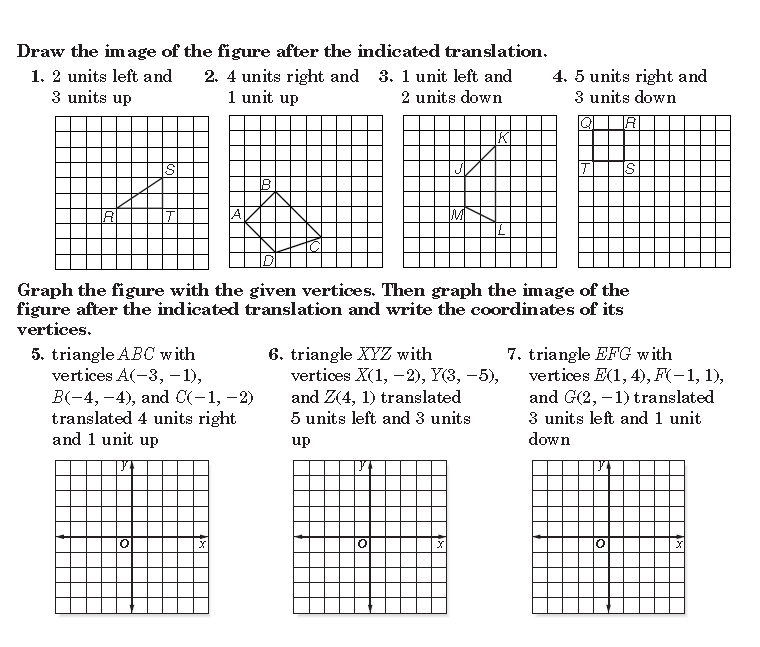 Draw the image of the figure after the indicated translation.
1. 2 units left and
3 units up
2. 4 units right and
1 unit up
3. 1 unit left and
2 units down
4. 5 units right and
3 units down
S
R T
B
A
C
D
K
J
M
L
Q R
T S
Graph the figure with the given vertices. Then graph the image of the
figure after the indicated translation and write the coordinates of its
vertices.
5. triangle ABC with
vertices A(−3, −1),
B(−4, −4), and C(−1, −2)
translated 4 units right
and 1 unit up
6. triangle XYZ with
vertices X(1, −2), Y(3, −5),
and Z(4, 1) translated
5 units left and 3 units
up
7. triangle EFG with
vertices E(1, 4), F(−1, 1),
and G(2, −1) translated
3 units left and 1 unit
down
y
O x
y
O x
y
O x